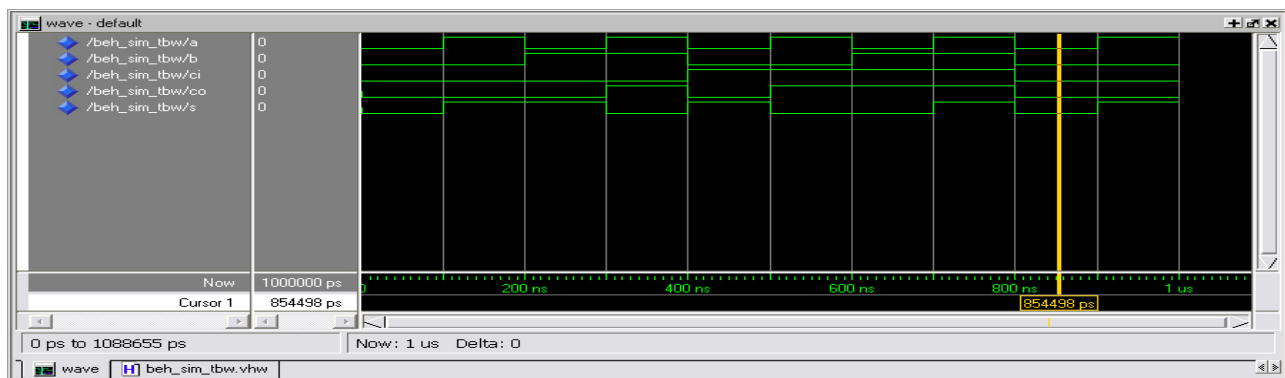 wave - default
/beh_sim_tbw/a 0
/beh_sim_tbw/b 0
/beh_sim_tbw/ci 0
/beh_sim_tbw/co 0
/beh_sim_tbw/s 0
Now 1000000 ps
200 ns 400 ns 600 ns 800 ns 1 us
Cursor 1 854498 ps
854498 ps
0 ps to 1088655 ps Now: 1 us Delta: 0
wave H beh_sim_tbw.vhw